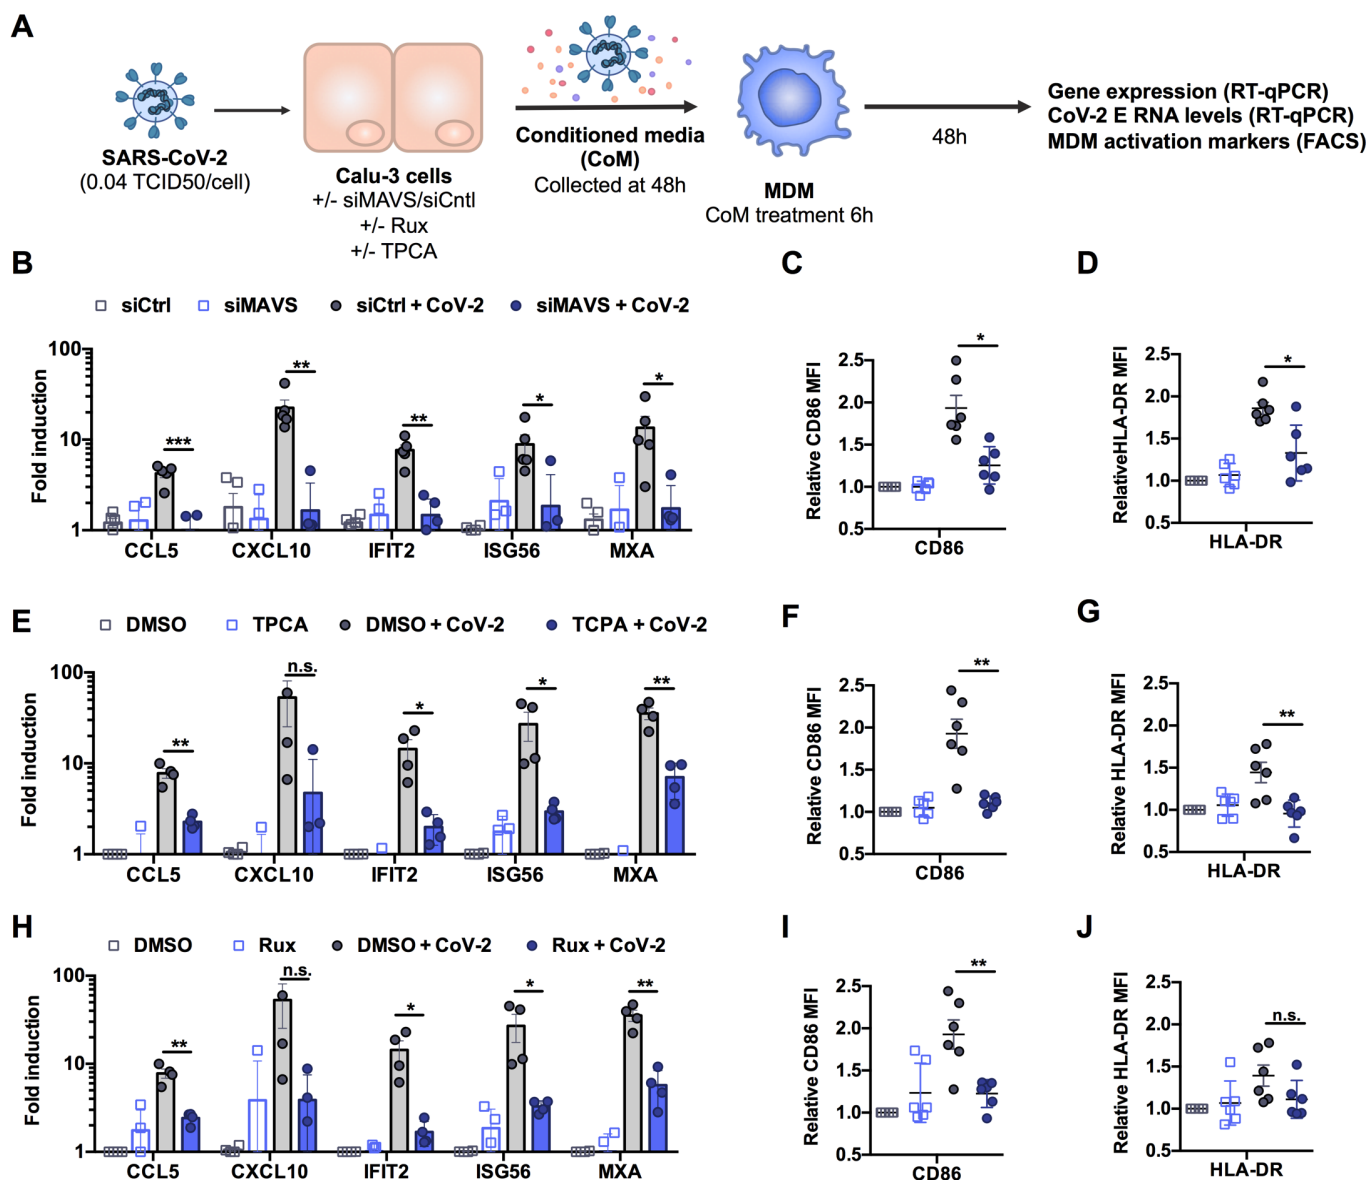 A
SARS-CoV-2
(0.04 TCID50/cell)
Calu-3 cells
+/- siMAVS/siCntl
+/- Rux
+/- TPCA
Conditioned media
(CoM)
Collected at 48h
MDM
CoM treatment 6h
48h
Gene expression (RT-qPCR)
CoV-2 E RNA levels (RT-qPCR)
MDM activation markers (FACS)
B
siCtrl siMAVS siCtrl + CoV-2 siMAVS + CoV-2
Fold induction
100
10
1
*** ** ** * *
CCL5 CXCL10 IFIT2 ISG56 MXA
C
Relative CD86 MFI
2.5
2.0
1.5
1.0
0.5
*
CD86
D
RelativeHLA-DR MFI
2.5
2.0
1.5
1.0
0.5
*
HLA-DR
E
DMSO TPCA DMSO + CoV-2 TCPA + CoV-2
Fold induction
100
10
1
** n.s. * * **
CCL5 CXCL10 IFIT2 ISG56 MXA
F
Relative CD86 MFI
2.5
2.0
1.5
1.0
0.5
**
CD86
G
Relative HLA-DR MFI
2.5
2.0
1.5
1.0
0.5
**
HLA-DR
H
DMSO Rux DMSO + CoV-2 Rux + CoV-2
Fold induction
100
10
1
** n.s. * * **
CCL5 CXCL10 IFIT2 ISG56 MXA
I
Relative CD86 MFI
2.5
2.0
1.5
1.0
0.5
**
CD86
J
Relative HLA-DR MFI
2.5
2.0
1.5
1.0
0.5
n.s.
HLA-DR